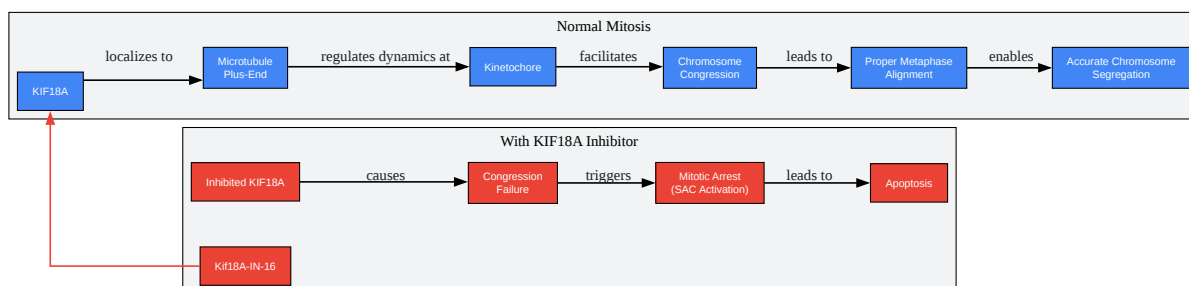 Normal Mitosis
KIF18A
localizes to
Microtubule
Plus-End
regulates dynamics at
Kinetochore
facilitates
Chromosome
Congression
leads to
Proper Metaphase
Alignment
enables
Accurate Chromosome
Segregation
With KIF18A Inhibitor
Inhibited KIF18A
causes
Congression
Failure
triggers
Mitotic Arrest
(SAC Activation)
leads to
Apoptosis
Kif18A-IN-16